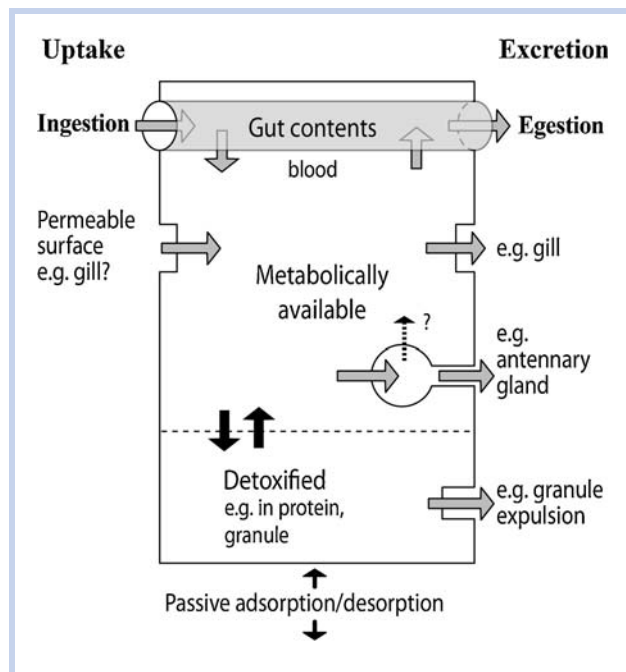 Uptake
Excretion
Ingestion
Gut contents
Egestion
blood
Permeable
surface
e.g. gill?
e.g. gill
Metabolically
available
?
e.g.
antennary
gland
Detoxified
e.g. in protein,
granule
e.g. granule
expulsion
Passive adsorption/desorption